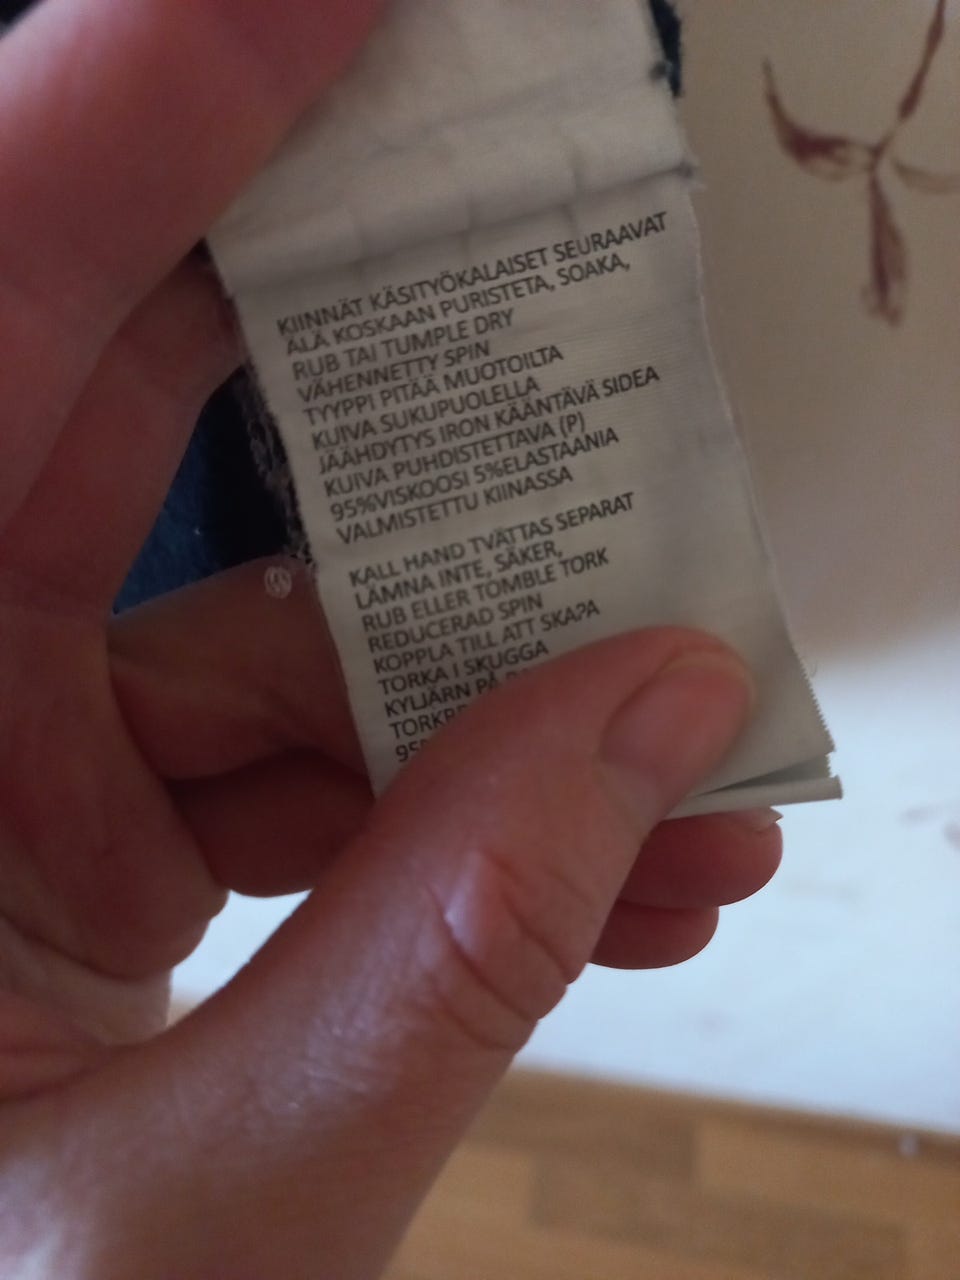 KIINNÄT KÄSITYÖKALAISET SEURAAVAT
ÄLÄ KOSKAAN PURISTETA, SOAKA,
RUB TAI TUMPLE DRY
VÄHENNETTY SPIN
TYYPPI PITÄÄ MUOTOILTA
KUIVA SUKUPUOLELLA
JÄÄHDYTYS IRON KÄÄNTÄVÄ SIDEA
KUIVA PUHDISTETTAVA (P)
95%VISKOOSI 5%ELASTAANIA
VALMISTETTU KIINASSA
KALL HAND TVÄTTAS SEPARAT
LÄMNA INTE, SÄKER,
RUB ELLER TOMBLE TORK
REDUCERAD SPIN
KOPPLA TILL ATT SKAPA
TORKA I SKUGGA
KYLJÄRN PÅ